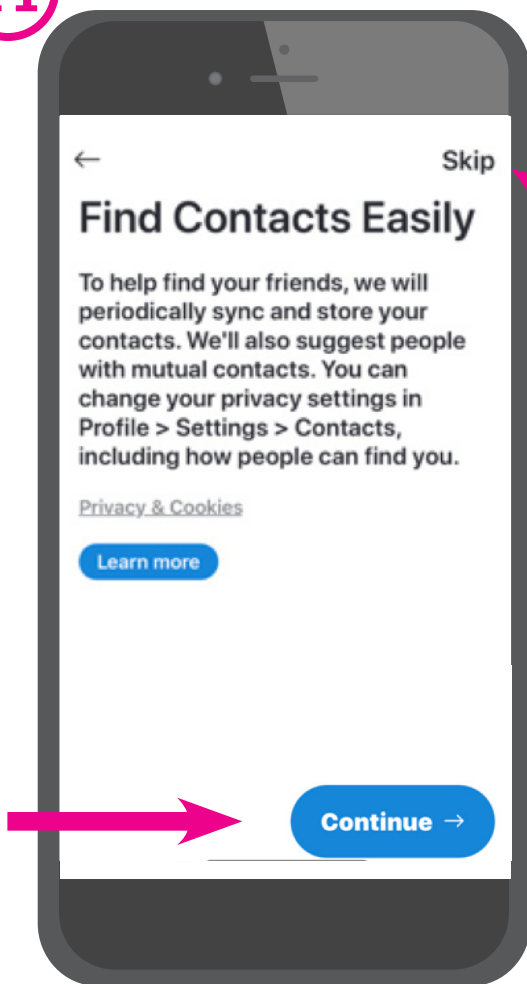 Skip
Find Contacts Easily
To help find your friends, we will
periodically sync and store your
contacts. We'll also suggest people
with mutual contacts. You can
change your privacy settings in
Profile > Settings > Contacts,
including how people can find you.
Privacy & Cookies
Learn more
Continue →